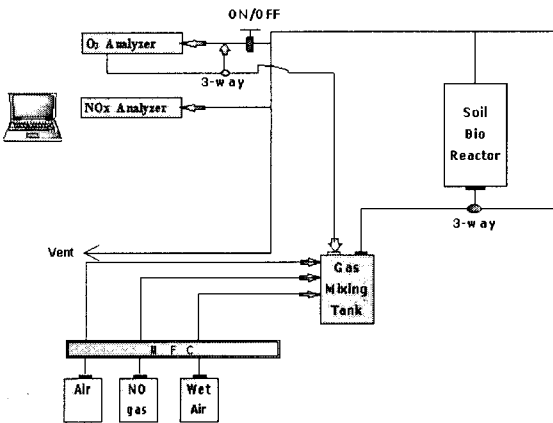 ON/OFF
O₂ Analyzer
3-way
NOx Analyzer
Soil
Bio
Reactor
3-way
Vent
Gas
Mixing
Tank
M F C
Air
NO
gas
Wet
Air